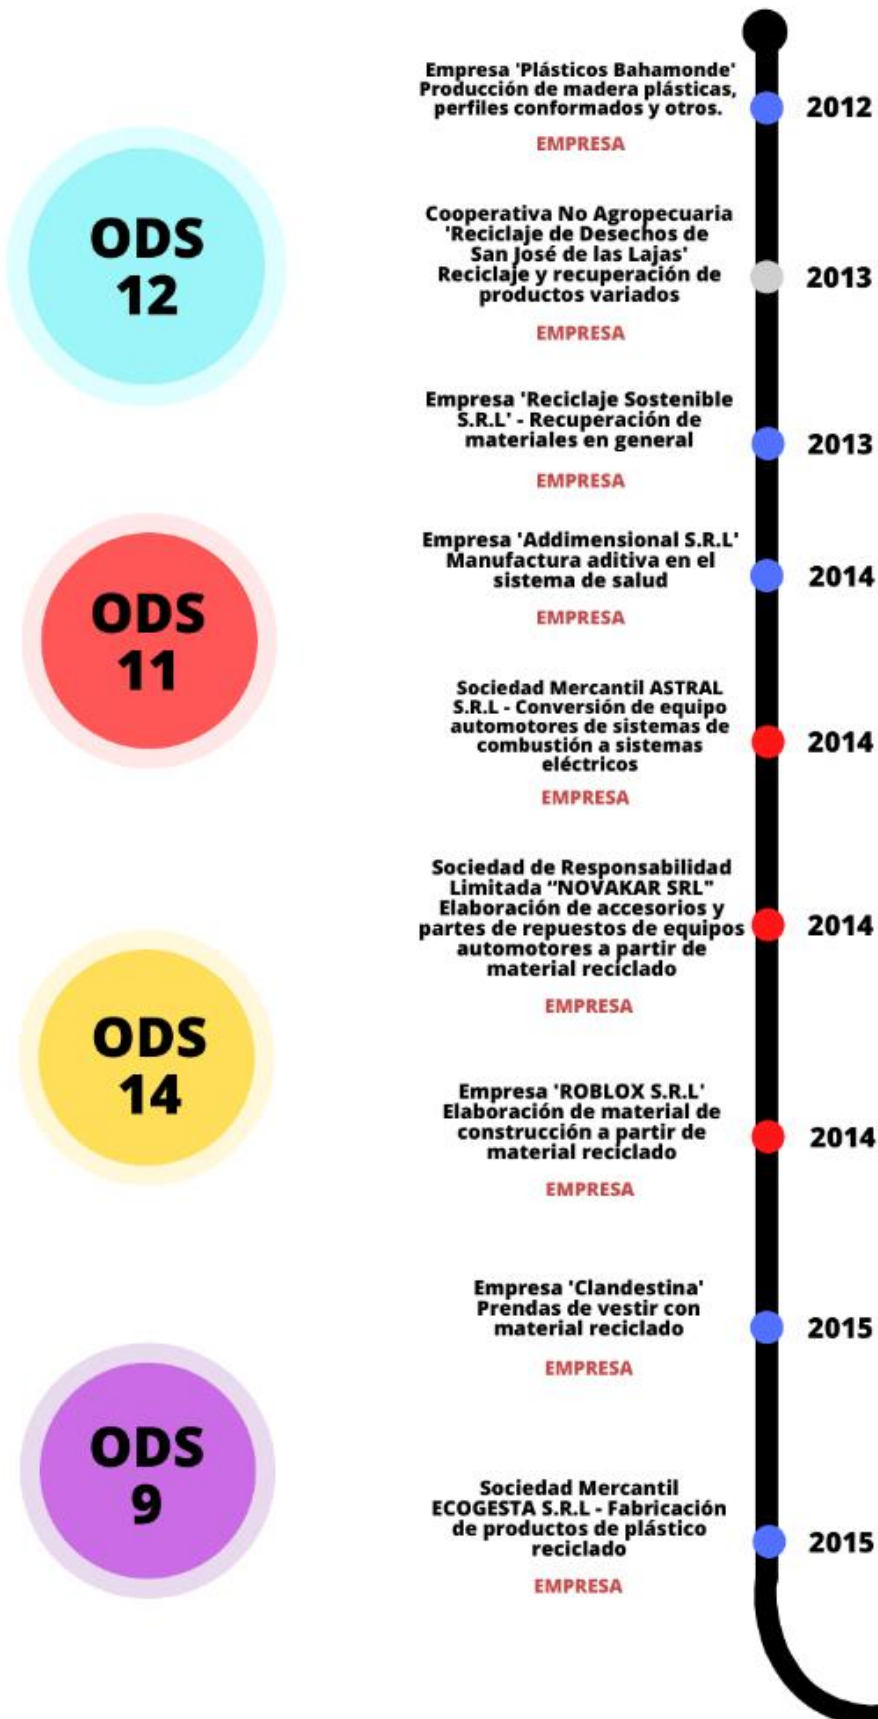 Empresa 'Plásticos Bahamonde'
Producción de madera plásticas,
perfiles conformados y otros.
EMPRESA
2012
ODS
12
Cooperativa No Agropecuaria
'Reciclaje de Desechos de
San José de las Lajas'
Reciclaje y recuperación de
productos variados
EMPRESA
2013
Empresa 'Reciclaje Sostenible
S.R.L' - Recuperación de
materiales en general
EMPRESA
2013
ODS
11
Empresa 'Addimensional S.R.L'
Manufactura aditiva en el
sistema de salud
EMPRESA
2014
Sociedad Mercantil ASTRAL
S.R.L - Conversión de equipo
automotores de sistemas de
combustión a sistemas
eléctricos
EMPRESA
2014
Sociedad de Responsabilidad
Limitada “NOVAKAR SRL"
Elaboración de accesorios y
partes de repuestos de equipos
automotores a partir de
material reciclado
EMPRESA
2014
ODS
14
Empresa 'ROBLOX S.R.L'
Elaboración de material de
construcción a partir de
material reciclado
EMPRESA
2014
Empresa 'Clandestina'
Prendas de vestir con
material reciclado
EMPRESA
2015
ODS
9
Sociedad Mercantil
ECOGESTA S.R.L - Fabricación
de productos de plástico
reciclado
EMPRESA
2015